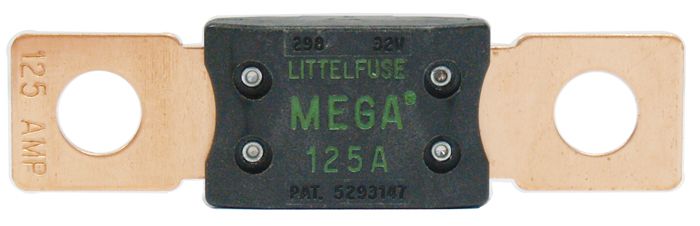 125 AMP
298 32V
LITTELFUSE
MEGA®
125A
PAT. 5293147